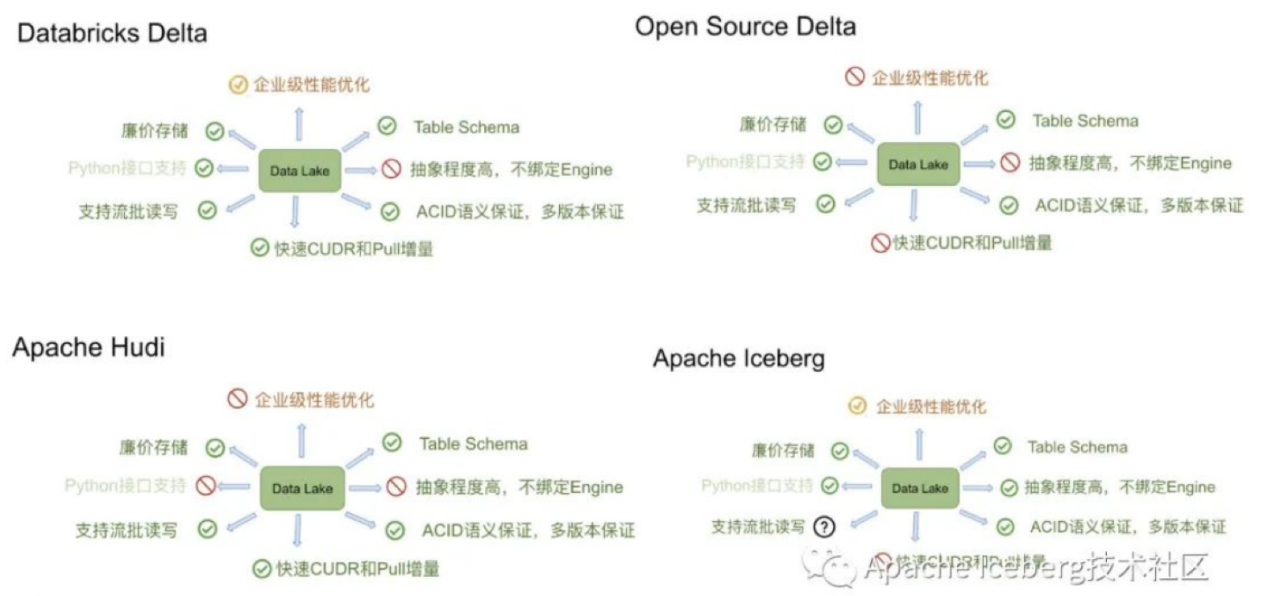 Databricks Delta
企业级性能优化
廉价存储
Table Schema
Python接口支持
Data Lake
抽象程度高，不绑定Engine
支持流批读写
ACID语义保证，多版本保证
快速CUDR和Pull增量
Open Source Delta
企业级性能优化
廉价存储
Table Schema
Python接口支持
Data Lake
抽象程度高，不绑定Engine
支持流批读写
ACID语义保证，多版本保证
快速CUDR和Pull增量
Apache Hudi
企业级性能优化
廉价存储
Table Schema
Python接口支持
Data Lake
抽象程度高，不绑定Engine
支持流批读写
ACID语义保证，多版本保证
快速CUDR和Pull增量
Apache Iceberg
企业级性能优化
廉价存储
Table Schema
Python接口支持
Data Lake
抽象程度高，不绑定Engine
支持流批读写
?
ACID语义保证，多版本保证
快速CUDR和Pull增量
Apache Iceberg技术社区